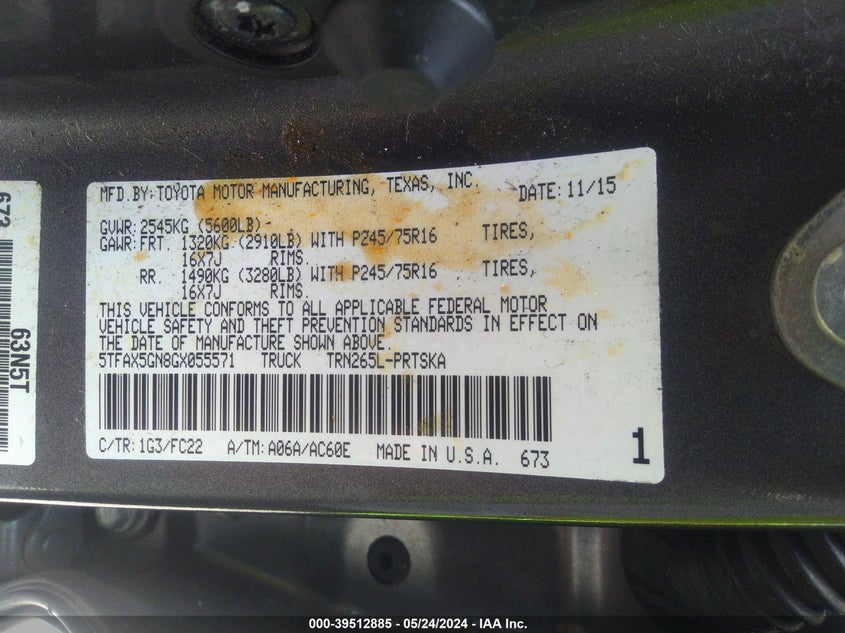 MFD.BY:TOYOTA MOTOR MANUFACTURING, TEXAS, INC. DATE:11/15
GVWR:2545KG (5600LB)
GAWR:FRT. 1320KG (2910LB) WITH P245/75R16 TIRES,
16X7J RIMS.
RR. 1490KG (3280LB) WITH P245/75R16 TIRES,
16X7J RIMS.
THIS VEHICLE CONFORMS TO ALL APPLICABLE FEDERAL MOTOR
VEHICLE SAFETY AND THEFT PREVENTION STANDARDS IN EFFECT ON
THE DATE OF MANUFACTURE SHOWN ABOVE.
5TFAX5GN8GX055571 TRUCK TRN265L-PRTSKA
C/TR:1G3/FC22 A/TM:A06A/AC60E MADE IN U.S.A. 673
1
673
63N5T
000-39512885 - 05/24/2024 - IAA Inc.